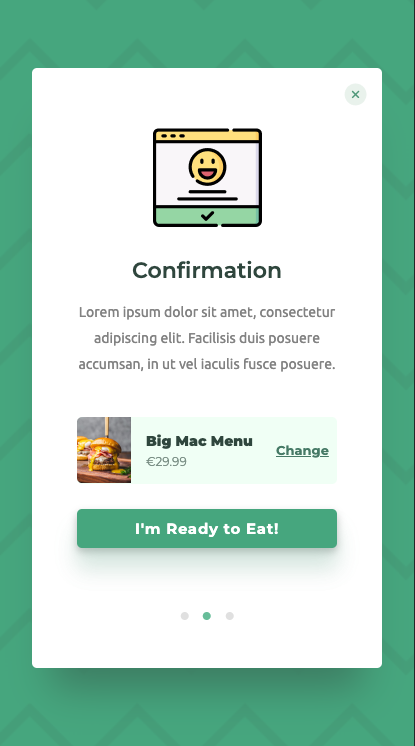 Confirmation
Lorem ipsum dolor sit amet, consectetur
adipiscing elit. Facilisis duis posuere
accumsan, in ut vel iaculis fusce posuere.
Big Mac Menu
€29.99
Change
I'm Ready to Eat!